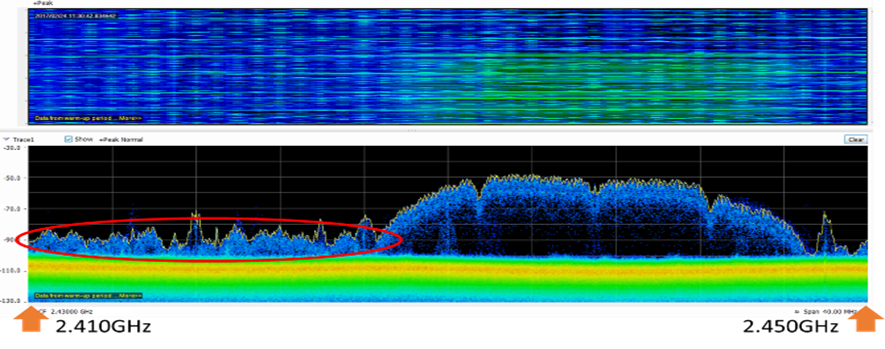 +Peak
Data from warm-up period ... More>>
Trace1 Show +Peak Normal Clear
-30.0
-50.0
-70.0
-90
-110.0
-130.0
Data from warm-up period ... More>>
CF 2.43000 GHz Span 40.00 MHz
2.410GHz 2.450GHz